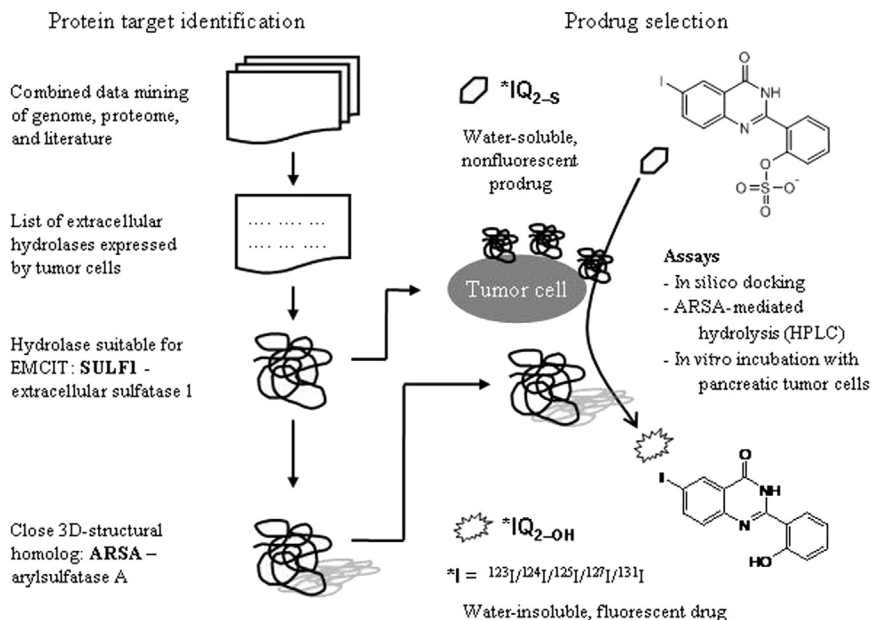 Protein target identification
Combined data mining
of genome, proteome,
and literature
List of extracellular
hydrolases expressed
by tumor cells
.... .... ...
... ... ....
Hydrolase suitable for
EMCIT: SULF1 -
extracellular sulfatase 1
Close 3D-structural
homolog: ARSA –
arylsulfatase A
Prodrug selection
*IQ2–S
Water-soluble,
nonfluorescent
prodrug
I
O
NH
N
O
O
S
O-
O
Tumor cell
Assays
- In silico docking
- ARSA-mediated
hydrolysis (HPLC)
- In vitro incubation with
pancreatic tumor cells
*IQ2–OH
*I = 123I/124I/125I/127I/131I
Water-insoluble, fluorescent drug
O
I
NH
N
HO